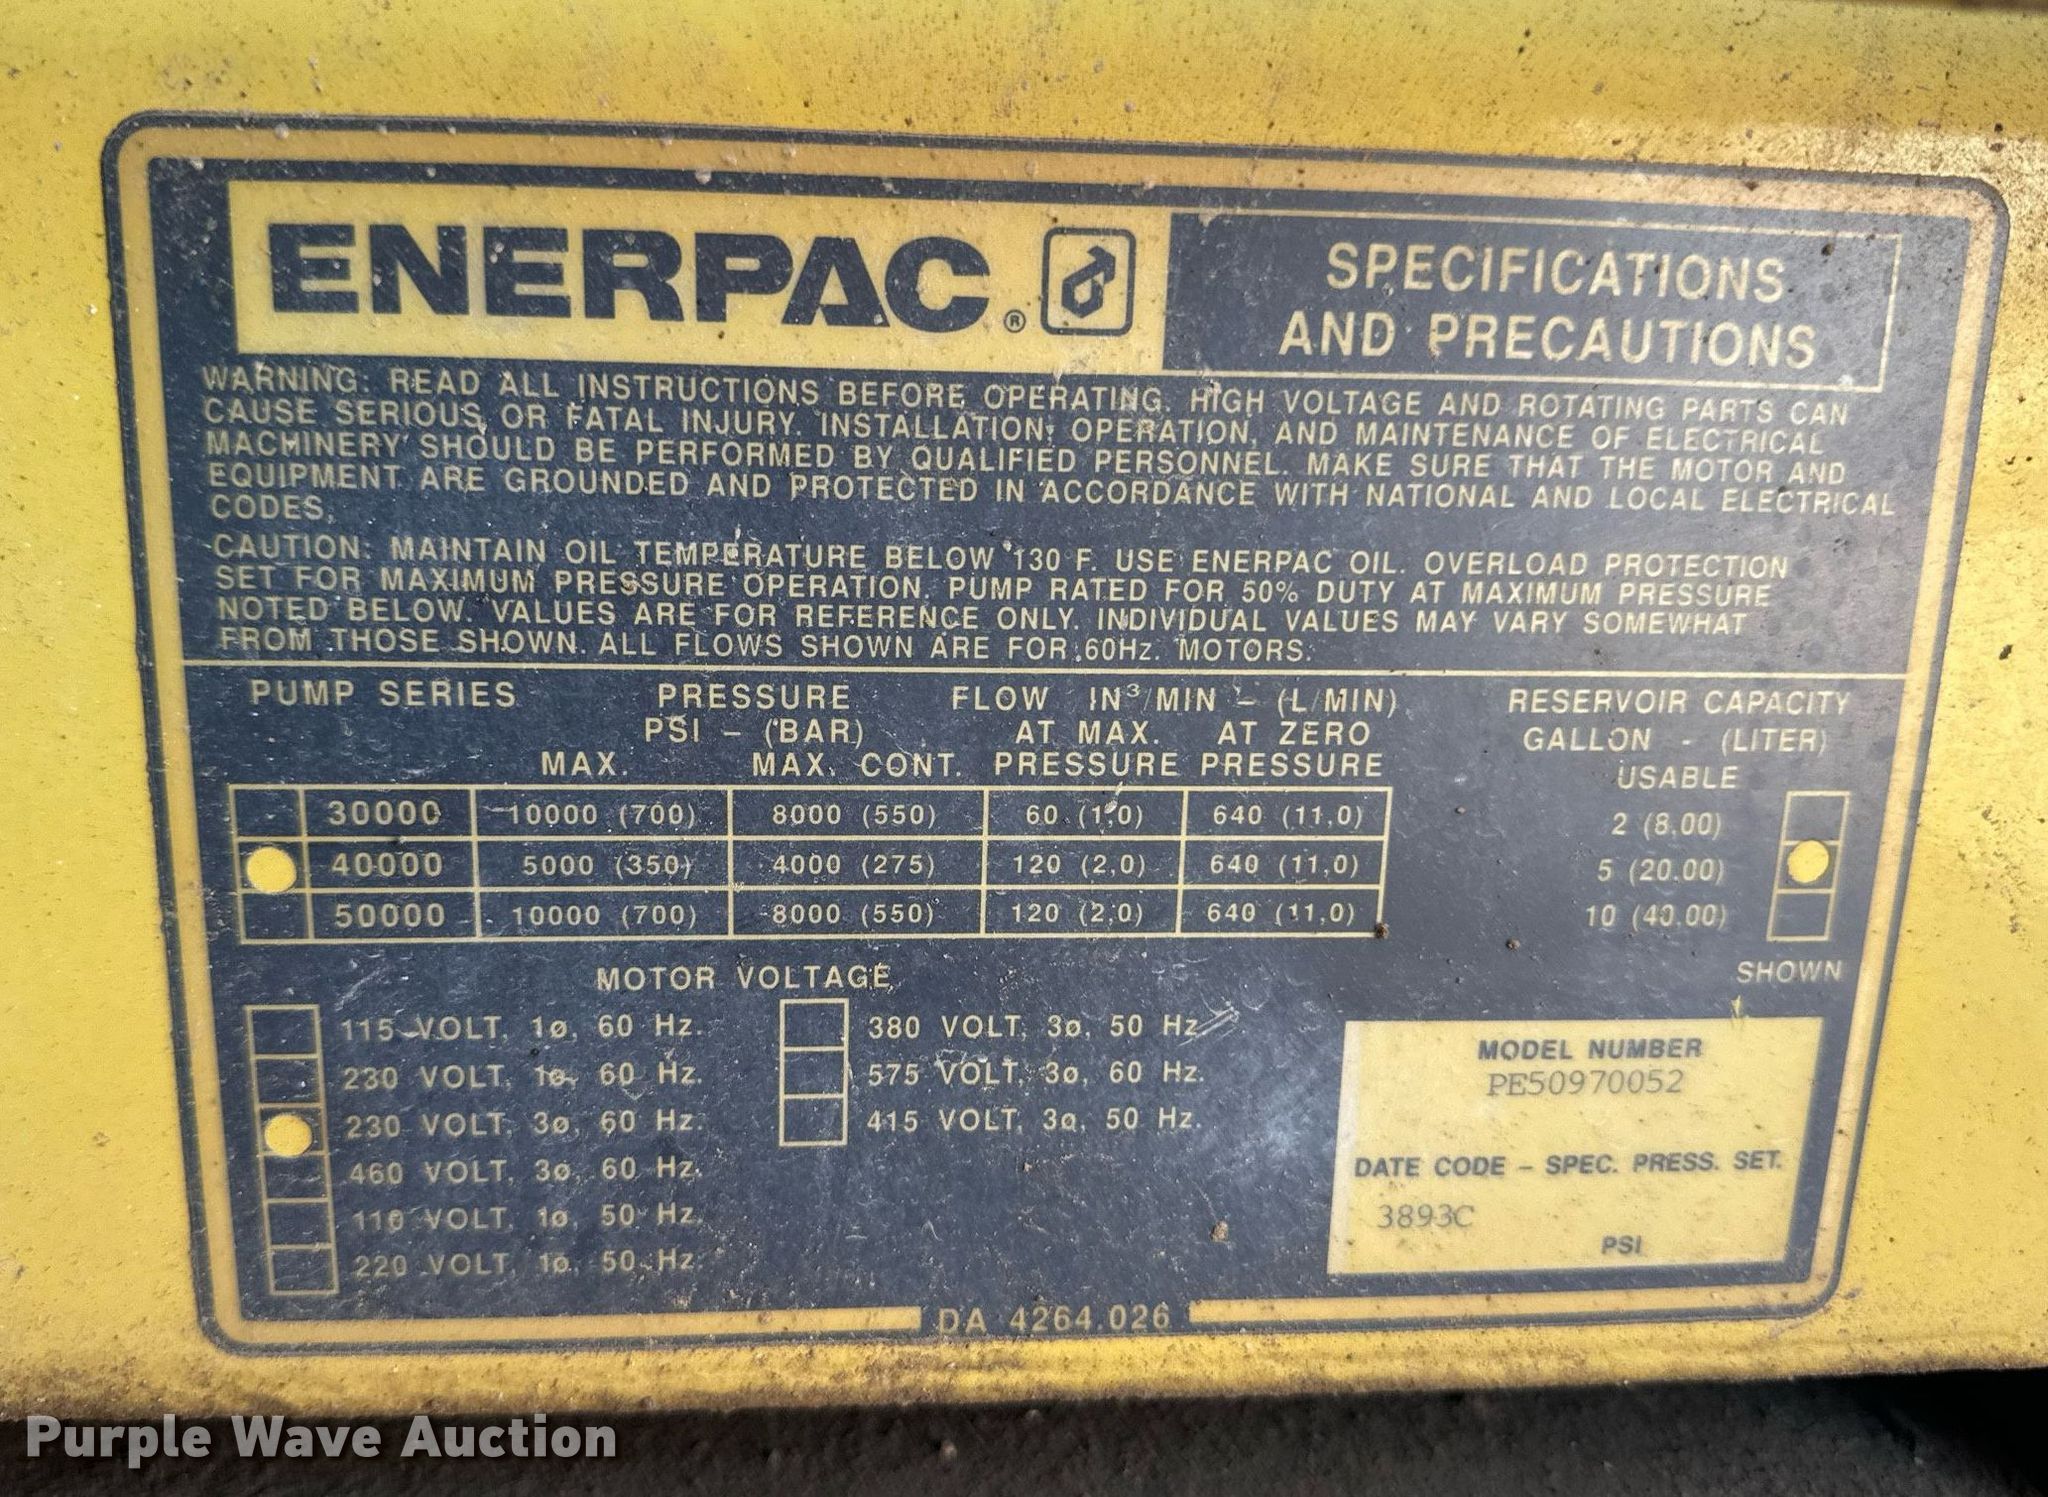 ENERPAC®
SPECIFICATIONS
AND PRECAUTIONS
WARNING: READ ALL INSTRUCTIONS BEFORE OPERATING. HIGH VOLTAGE AND ROTATING PARTS CAN
CAUSE SERIOUS OR FATAL INJURY. INSTALLATION, OPERATION, AND MAINTENANCE OF ELECTRICAL
MACHINERY SHOULD BE PERFORMED BY QUALIFIED PERSONNEL. MAKE SURE THAT THE MOTOR AND
EQUIPMENT ARE GROUNDED AND PROTECTED IN ACCORDANCE WITH NATIONAL AND LOCAL ELECTRICAL
CODES.
CAUTION: MAINTAIN OIL TEMPERATURE BELOW 130 F. USE ENERPAC OIL. OVERLOAD PROTECTION
SET FOR MAXIMUM PRESSURE OPERATION. PUMP RATED FOR 50% DUTY AT MAXIMUM PRESSURE
NOTED BELOW. VALUES ARE FOR REFERENCE ONLY. INDIVIDUAL VALUES MAY VARY SOMEWHAT
FROM THOSE SHOWN. ALL FLOWS SHOWN ARE FOR 60Hz. MOTORS.
PUMP SERIES PRESSURE FLOW IN³/MIN - (L/MIN) RESERVOIR CAPACITY
PSI - (BAR) AT MAX. AT ZERO GALLON - (LITER)
MAX. MAX. CONT. PRESSURE PRESSURE USABLE
30000 10000 (700) 8000 (550) 60 (1,0) 640 (11,0) 2 (8.00)
40000 5000 (350) 4000 (275) 120 (2,0) 640 (11,0) 5 (20.00)
50000 10000 (700) 8000 (550) 120 (2,0) 640 (11,0) 10 (40.00)
SHOWN
MOTOR VOLTAGE
115 VOLT, 1ø, 60 Hz. 380 VOLT, 3ø, 50 Hz
230 VOLT, 1ø, 60 Hz. 575 VOLT, 3ø, 60 Hz.
230 VOLT, 3ø, 60 Hz. 415 VOLT, 3ø, 50 Hz.
460 VOLT, 3ø, 60 Hz.
110 VOLT, 1ø, 50 Hz.
220 VOLT, 1ø, 50 Hz.
MODEL NUMBER
PE50970052
DATE CODE - SPEC. PRESS. SET.
3893C
PSI
DA 4264.026
Purple Wave Auction